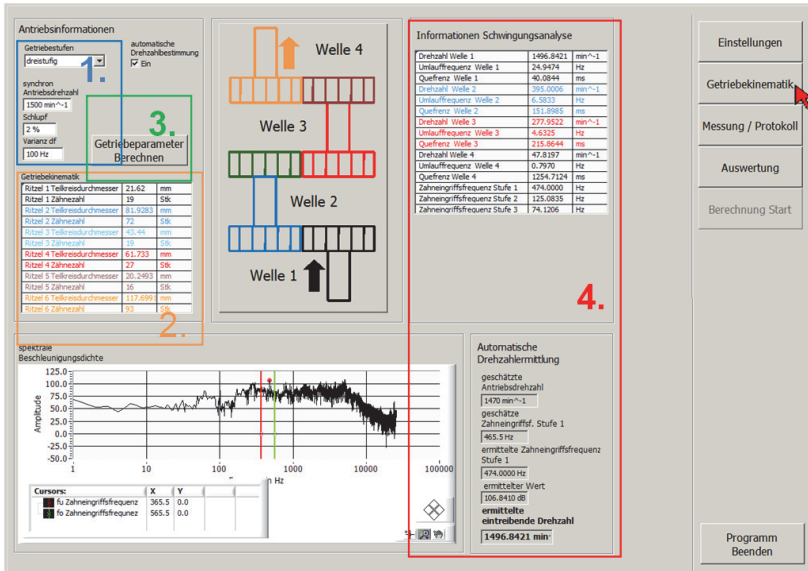 Antriebsinformationen
Getriebestufen
dreistufig
automatische
Drehzahlbestimmung
Ein
1.
synchron
Antriebsdrehzahl
1500 min^-1
Schlupf
2 %
Varianz df
100 Hz
3.
Getriebeparameter
Berechnen
Getriebekinematik
Ritzel 1 Teilkreisdurchmesser 21.62 mm
Ritzel 1 Zähnezahl 19 Stk
Ritzel 2 Teilkreisdurchmesser 81.9283 mm
Ritzel 2 Zähnezahl 72 Stk
Ritzel 3 Teilkreisdurchmesser 43.44 mm
Ritzel 3 Zähnezahl 19 Stk
Ritzel 4 Teilkreisdurchmesser 61.733 mm
Ritzel 4 Zähnezahl 27 Stk
Ritzel 5 Teilkreisdurchmesser 20.2493 mm
Ritzel 5 Zähnezahl 16 Stk
Ritzel 6 Teilkreisdurchmesser 117.6991 mm
Ritzel 6 Zähnezahl 93 Stk
2.
Welle 4
Welle 3
Welle 2
Welle 1
Informationen Schwingungsanalyse
Drehzahl Welle 1 1496.8421 min^-1
Umlauffrequenz Welle 1 24.9474 Hz
Quefrenz Welle 1 40.0844 ms
Drehzahl Welle 2 395.0006 min^-1
Umlauffrequenz Welle 2 6.5833 Hz
Quefrenz Welle 2 151.8985 ms
Drehzahl Welle 3 277.9522 min^-1
Umlauffrequenz Welle 3 4.6325 Hz
Quefrenz Welle 3 215.8644 ms
Drehzahl Welle 4 47.8197 min^-1
Umlauffrequenz Welle 4 0.7970 Hz
Quefrenz Welle 4 1254.7124 ms
Zahneingriffsfrequenz Stufe 1 474.0000 Hz
Zahneingriffsfrequenz Stufe 2 125.0835 Hz
Zahneingriffsfrequenz Stufe 3 74.1206 Hz
4.
Einstellungen
Getriebekinematik
Messung / Protokoll
Auswertung
Berechnung Start
spektrale
Beschleunigungsdichte
Amplitude
125.0
100.0
75.0
50.0
25.0
0.0
-25.0
-50.0
1 10 100 1000 10000 100000
n Hz
Cursors: X Y
fu Zahneingriffsfrequenz 365.5 0.0
fo Zahneingriffsfrequnez 565.5 0.0
Automatische
Drehzahlermittlung
geschätzte
Antriebsdrehzahl
1470 min^-1
geschätze
Zahneingriffsf. Stufe 1
465.5 Hz
ermittelte Zahneingriffsfrequenz
Stufe 1
474.0000 Hz
ermittelter Wert
106.8410 dB
ermittelte
eintreibende Drehzahl
1496.8421 min
Programm
Beenden